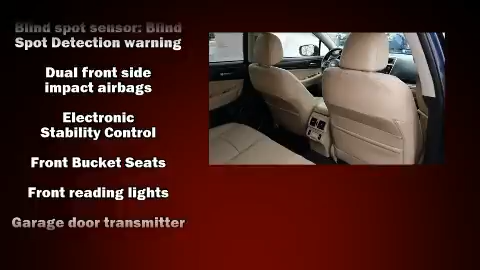 Blind spot sensor: Blind
Spot Detection warning
Dual front side
impact airbags
Electronic
Stability Control
Front Bucket Seats
Front reading lights
Garage door transmitter